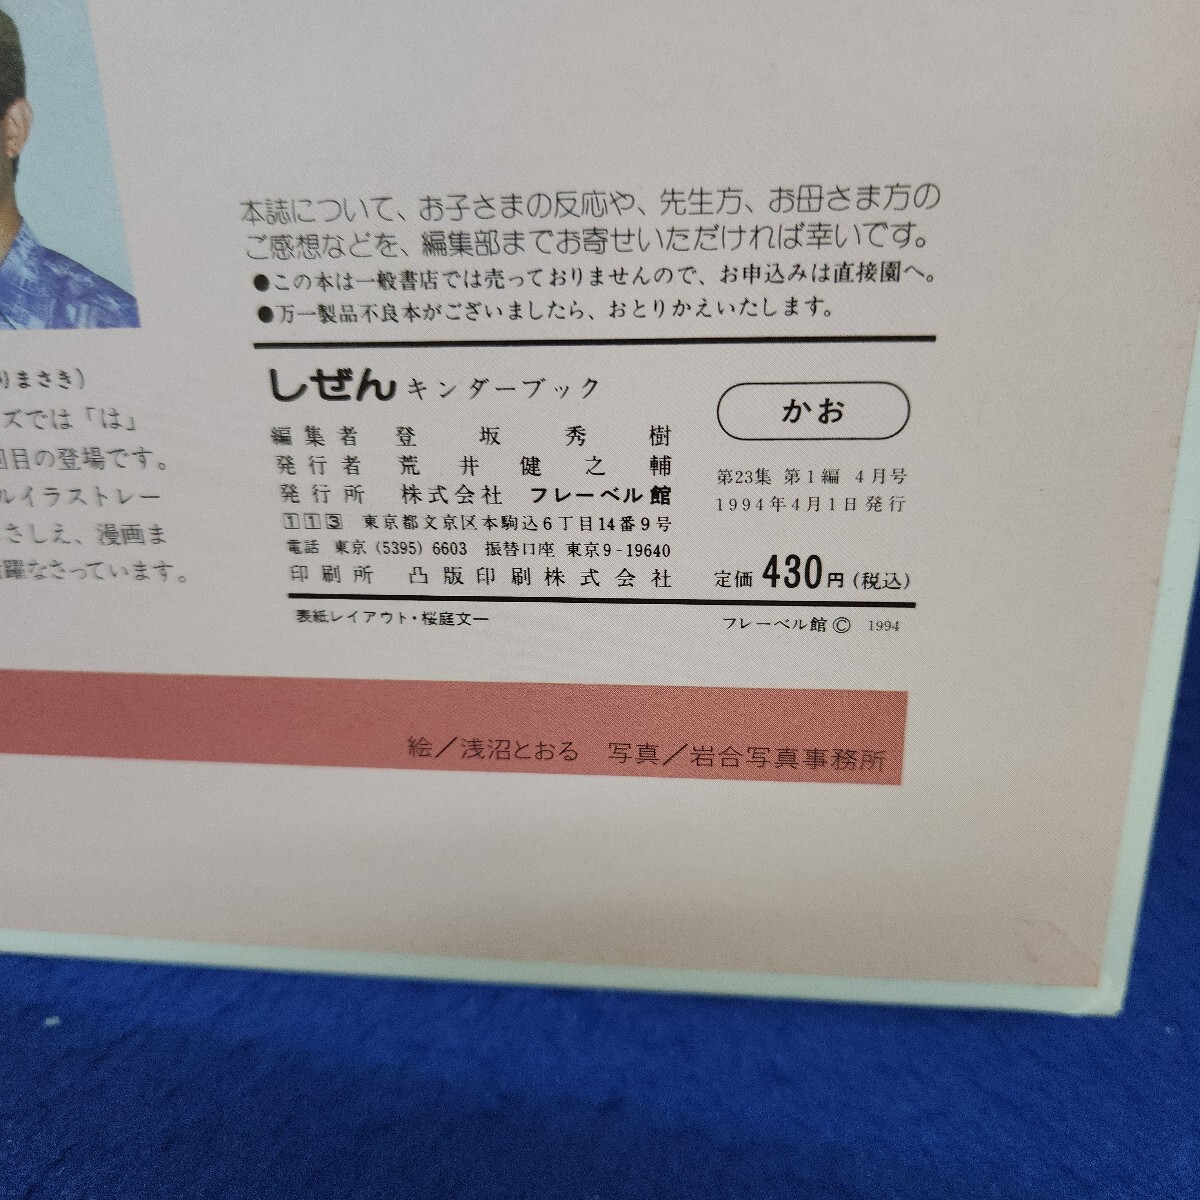 本誌について、お子さまの反応や、先生方、お母さま方の
ご感想などを、編集部までお寄せいただければ幸いです。
●この本は一般書店では売っておりませんので、お申込みは直接園へ。
●万一製品不良本がございましたら、おとりかえいたします。
りまさき)
ズでは「は」
回目の登場です。
ルイラストレー
さしえ、漫画ま
躍なさっています。
しぜん キンダーブック
編集者 登坂秀樹
発行者 荒井健之輔
発行所 株式会社 フレーベル館
113 東京都文京区本駒込6丁目14番9号
電話 東京 (5395) 6603 振替口座 東京9-19640
印刷所 凸版印刷株式会社
かお
第23集 第1編 4月号
1994年4月1日発行
定価 430円(税込)
表紙レイアウト・桜庭文一
フレーベル館 © 1994
絵/浅沼とおる 写真/岩合写真事務所